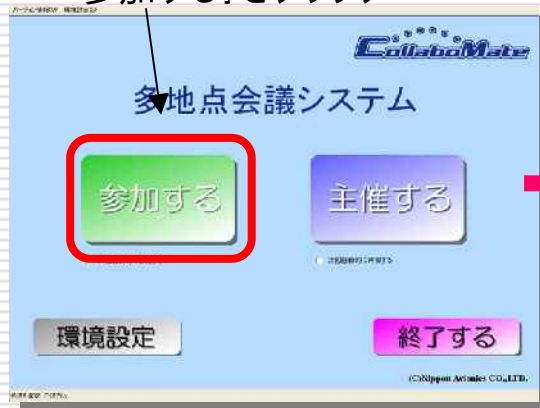 参加する」をクリック
CollaboMate
多地点会議システム
参加する
主催する
環境設定
終了する
(C)Nippon Avionics CO.,LTD.